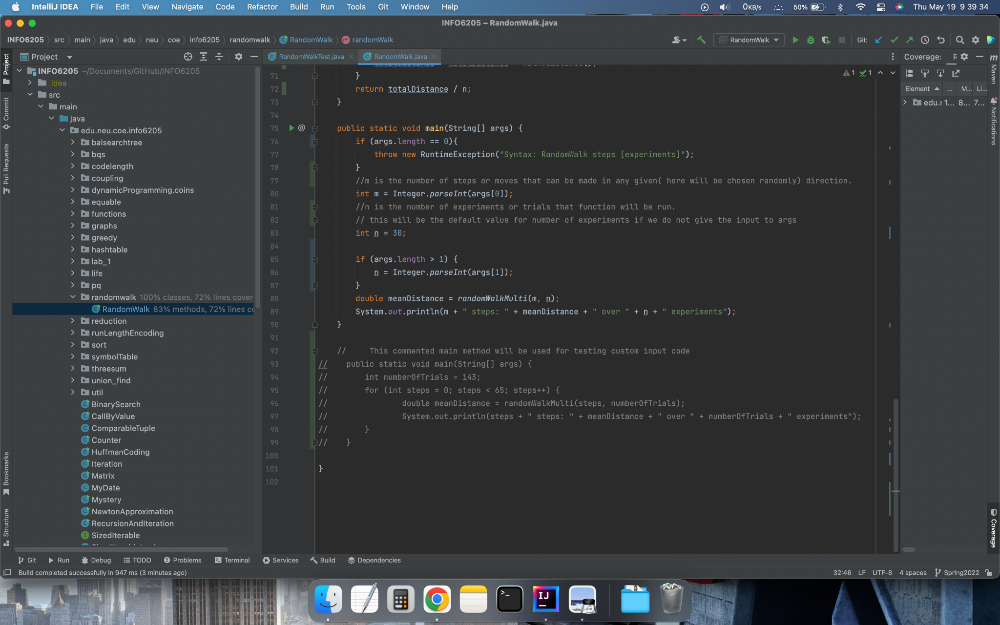 IntelliJ IDEA File Edit View Navigate Code Refactor Build Run Tools Git Window Help 0KB/s 50% Thu May 19 9 39 34
INFO6205 – RandomWalk.java
INFO6205 src main java edu neu coe info6205 randomwalk RandomWalk randomWalk RandomWalk Git:
Project
RandomWalkTest.java RandomWalk.java
Coverage: R
Element ... M... Li...
edu.r 1... 8... 7...
Project
Commit
Pull Requests
Bookmarks
Structure
INFO6205 ~/Documents/GitHub/INFO6205
.idea
src
main
java
edu.neu.coe.info6205
balsearchtree
bqs
codelength
coupling
dynamicProgramming.coins
equable
functions
graphs
greedy
hashtable
lab_1
life
pq
randomwalk 100% classes, 72% lines cover
RandomWalk 83% methods, 72% lines co
reduction
runLengthEncoding
sort
symbolTable
threesum
union_find
util
BinarySearch
CallByValue
ComparableTuple
Counter
HuffmanCoding
Iteration
Matrix
MyDate
Mystery
NewtonApproximation
RecursionAndIteration
SizedIterable
1 1
71 }
72 return totalDistance / n;
73 }
74
75 @ public static void main(String[] args) {
76 if (args.length == 0){
77 throw new RuntimeException("Syntax: RandomWalk steps [experiments]");
78 }
79 //m is the number of steps or moves that can be made in any given( here will be chosen randomly) direction.
80 int m = Integer.parseInt(args[0]);
81 //n is the number of experiments or trials that function will be run.
82 // this will be the default value for number of experiments if we do not give the input to args
83 int n = 30;
84
85 if (args.length > 1) {
86 n = Integer.parseInt(args[1]);
87 }
88 double meanDistance = randomWalkMulti(m, n);
89 System.out.println(m + " steps: " + meanDistance + " over " + n + " experiments");
90 }
91
92 // This commented main method will be used for testing custom input code
93 // public static void main(String[] args) {
94 // int numberOfTrials = 143;
95 // for (int steps = 0; steps < 65; steps++) {
96 // double meanDistance = randomWalkMulti(steps, numberOfTrials);
97 // System.out.println(steps + " steps: " + meanDistance + " over " + numberOfTrials + " experiments");
98 // }
99 // }
100
101 }
102
m Maven
Notifications
Coverage
Git Run Debug TODO Problems Terminal Services Build Dependencies
Build completed successfully in 947 ms (3 minutes ago)
32:46 LF UTF-8 4 spaces Spring2022
>_
IJ